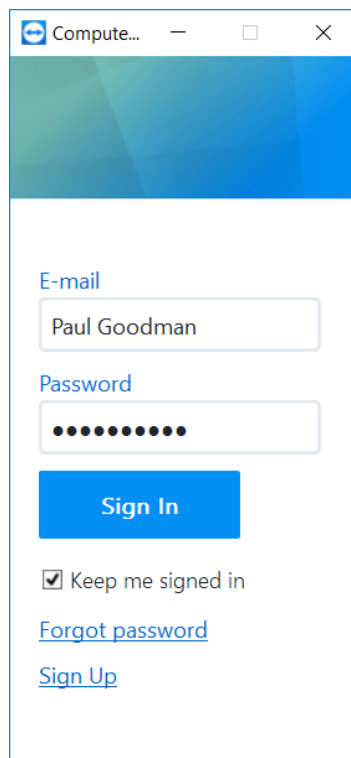 Compute...
E-mail
Paul Goodman
Password
●●●●●●●●●●
Sign In
Keep me signed in
Forgot password
Sign Up